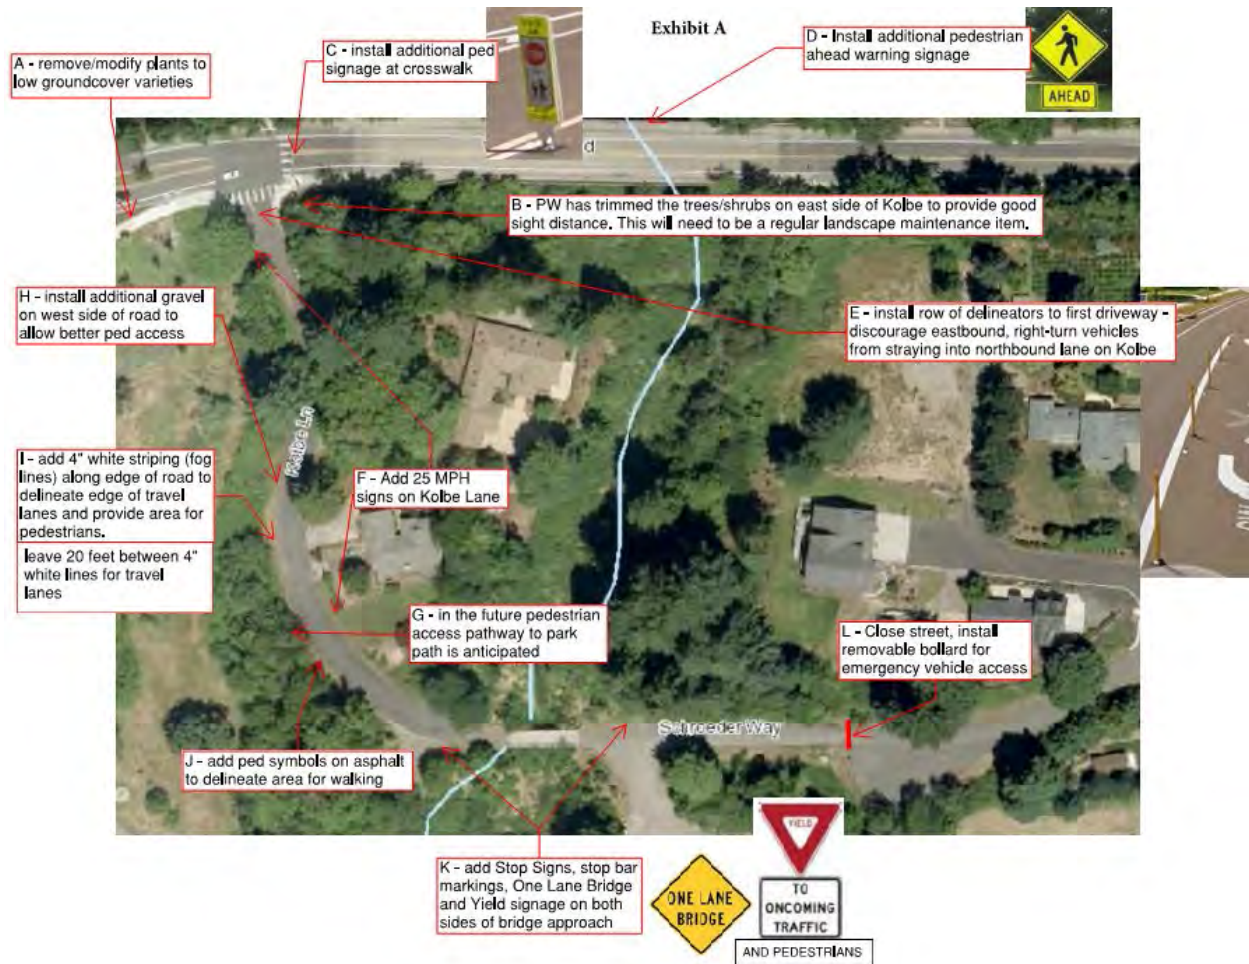 Exhibit A
A - remove/modify plants to
low groundcover varieties
C - install additional ped
signage at crosswalk
D - Install additional pedestrian
ahead warning signage
AHEAD
d
B - PW has trimmed the trees/shrubs on east side of Kolbe to provide good
sight distance. This will need to be a regular landscape maintenance item.
H - install additional gravel
on west side of road to
allow better ped access
E - install row of delineators to first driveway -
discourage eastbound, right-turn vehicles
from straying into northbound lane on Kolbe
Kolbe Ln
I - add 4" white striping (fog
lines) along edge of road to
delineate edge of travel
lanes and provide area for
pedestrians.
leave 20 feet between 4"
white lines for travel
lanes
F - Add 25 MPH
signs on Kolbe Lane
G - in the future pedestrian
access pathway to park
path is anticipated
L - Close street, install
removable bollard for
emergency vehicle access
Schroeder Way
J - add ped symbols on asphalt
to delineate area for walking
K - add Stop Signs, stop bar
markings, One Lane Bridge
and Yield signage on both
sides of bridge approach
ONE LANE
BRIDGE
YIELD
TO
ONCOMING
TRAFFIC
AND PEDESTRIANS